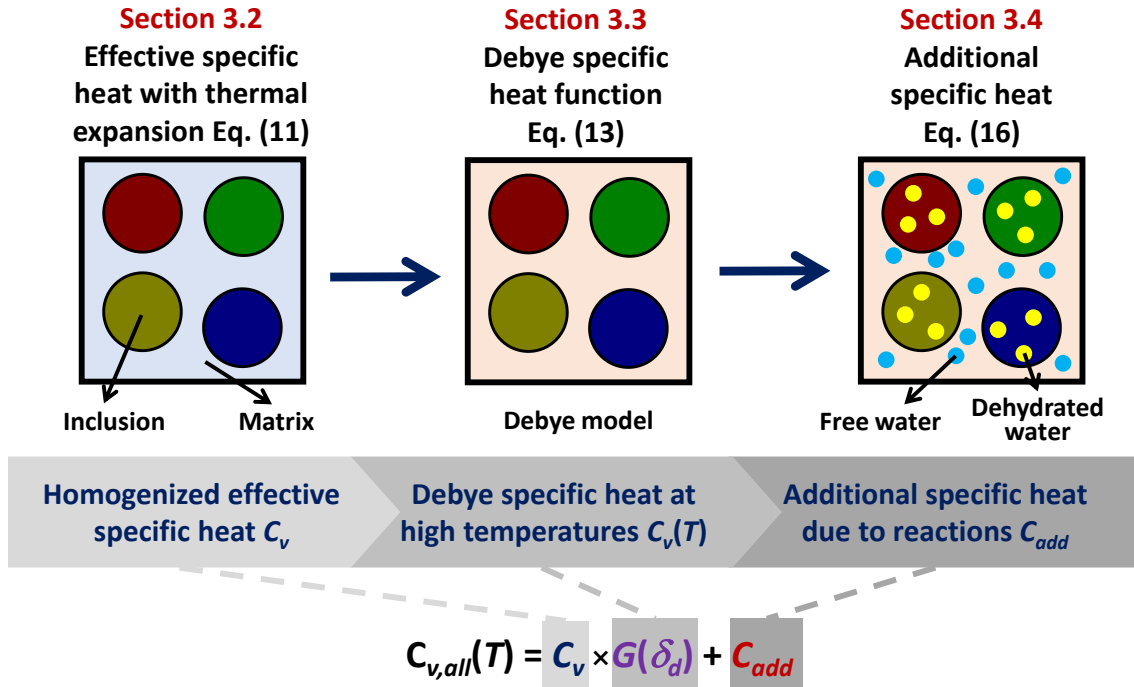 Section 3.2
Effective specific
heat with thermal
expansion Eq. (11)
Section 3.3
Debye specific
heat function
Eq. (13)
Section 3.4
Additional
specific heat
Eq. (16)
Inclusion
Matrix
Debye model
Free water
Dehydrated
water
Homogenized effective
specific heat Cv
Debye specific heat at
high temperatures Cv(T)
Additional specific heat
due to reactions Cadd
Cv,all(T) = Cv × G(δd) + Cadd